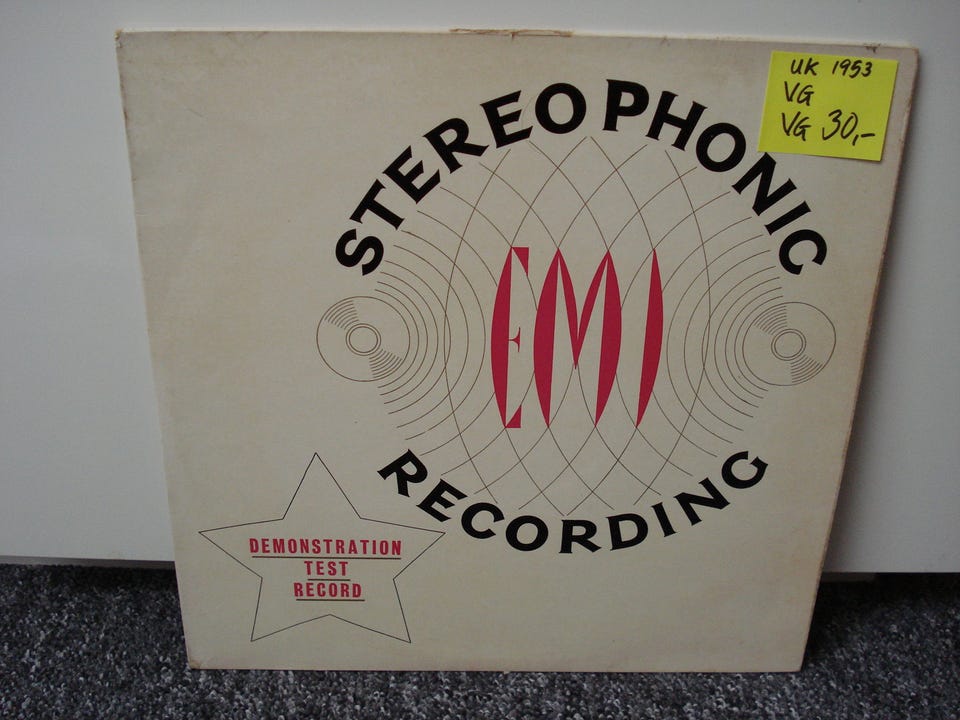 UK 1953
VG
VG 30,-
STEREOPHONIC
EMI
RECORDING
DEMONSTRATION
TEST
RECORD